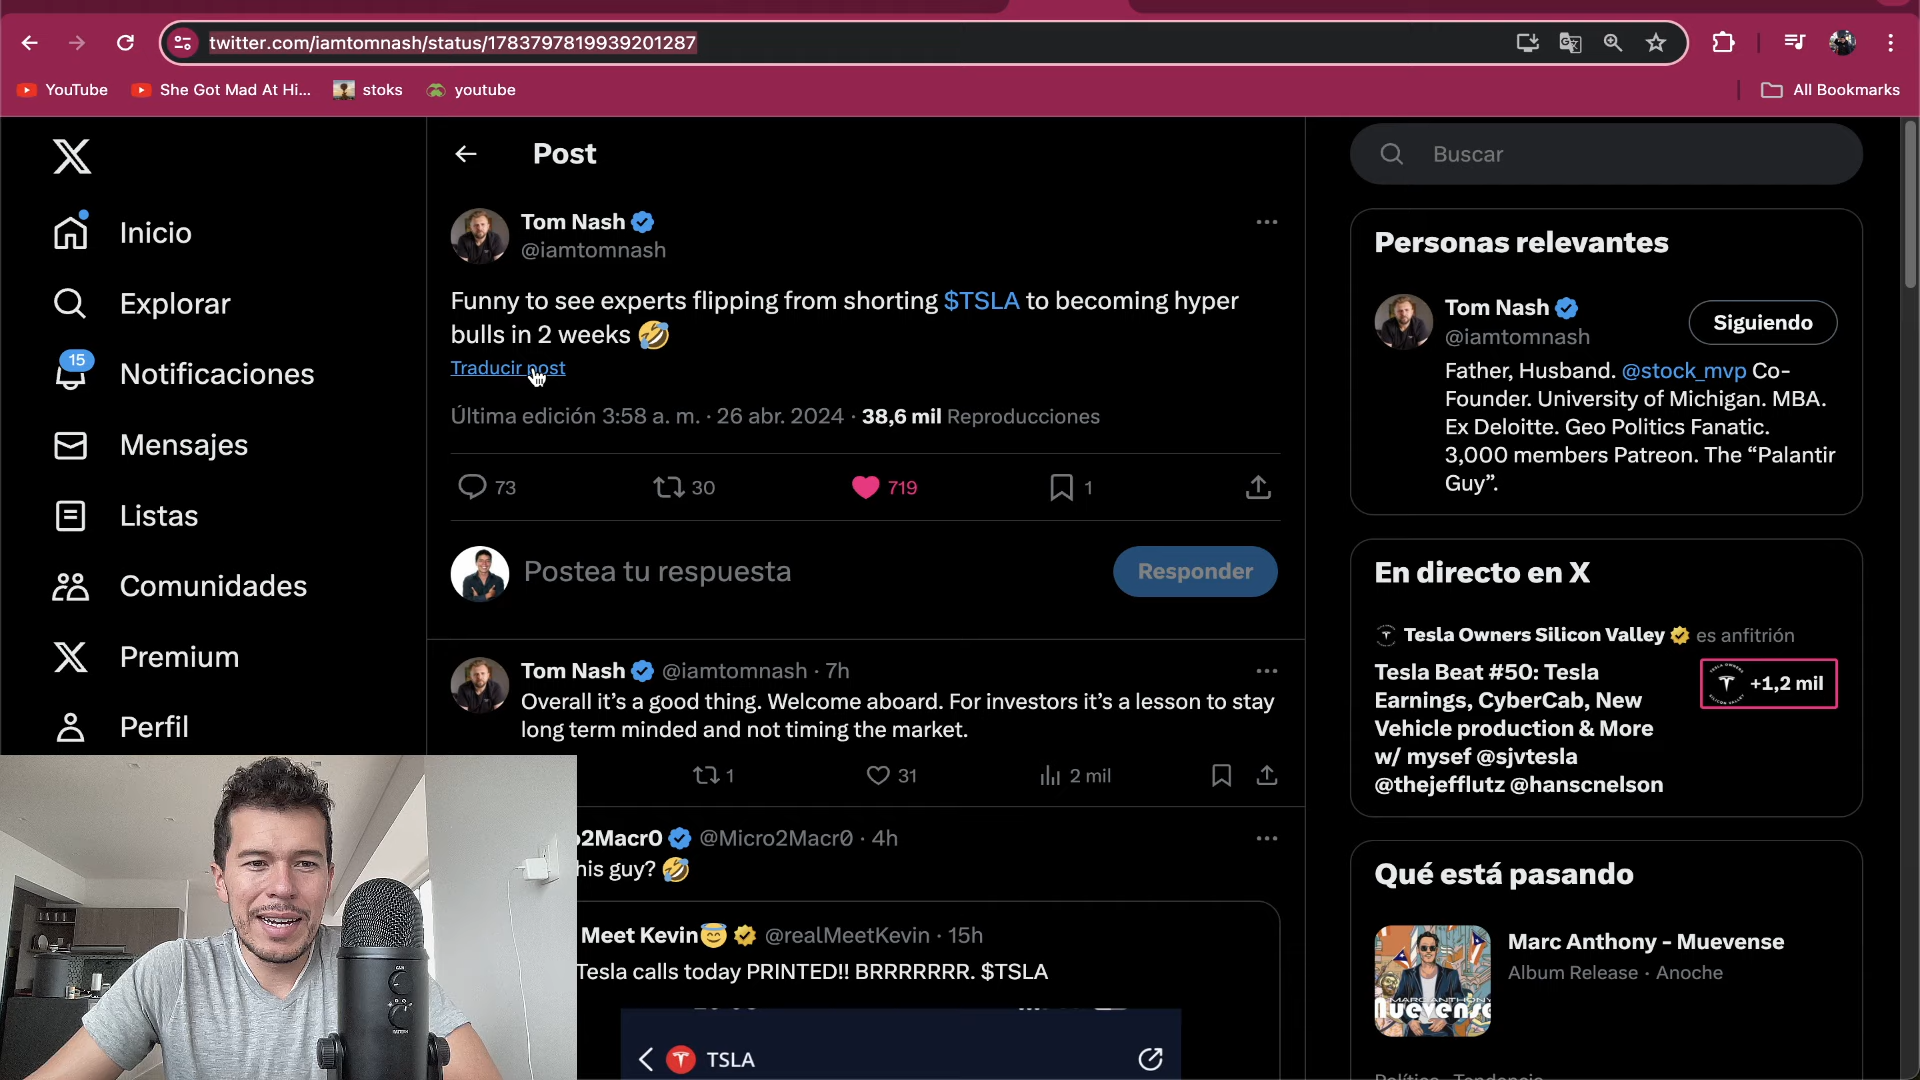 twitter.com/iamtomnash/status/1783797819939201287
YouTube
She Got Mad At Hi...
stoks
youtube
All Bookmarks
Post
Buscar
Inicio
Explorar
15
Notificaciones
Mensajes
Listas
Comunidades
Premium
Perfil
Tom Nash
@iamtomnash
Funny to see experts flipping from shorting $TSLA to becoming hyper
bulls in 2 weeks 🤣
Traducir post
Última edición 3:58 a. m. · 26 abr. 2024 · 38,6 mil Reproducciones
73
30
719
1
Postea tu respuesta
Responder
Tom Nash @iamtomnash · 7h
Overall it’s a good thing. Welcome aboard. For investors it’s a lesson to stay
long term minded and not timing the market.
1
31
2 mil
o2Macr0 @Micro2Macr0 · 4h
his guy? 🤣
Meet Kevin😇 @realMeetKevin · 15h
Tesla calls today PRINTED!! BRRRRRRR. $TSLA
TSLA
Personas relevantes
Tom Nash
@iamtomnash
Siguiendo
Father, Husband. @stock_mvp Co-
Founder. University of Michigan. MBA.
Ex Deloitte. Geo Politics Fanatic.
3,000 members Patreon. The “Palantir
Guy”.
En directo en X
Tesla Owners Silicon Valley es anfitrión
Tesla Beat #50: Tesla
Earnings, CyberCab, New
Vehicle production & More
w/ mysef @sjvtesla
@thejefflutz @hanscnelson
+1,2 mil
Qué está pasando
Marc Anthony - Muevense
Album Release · Anoche
MARC ANTHONY
Muevense